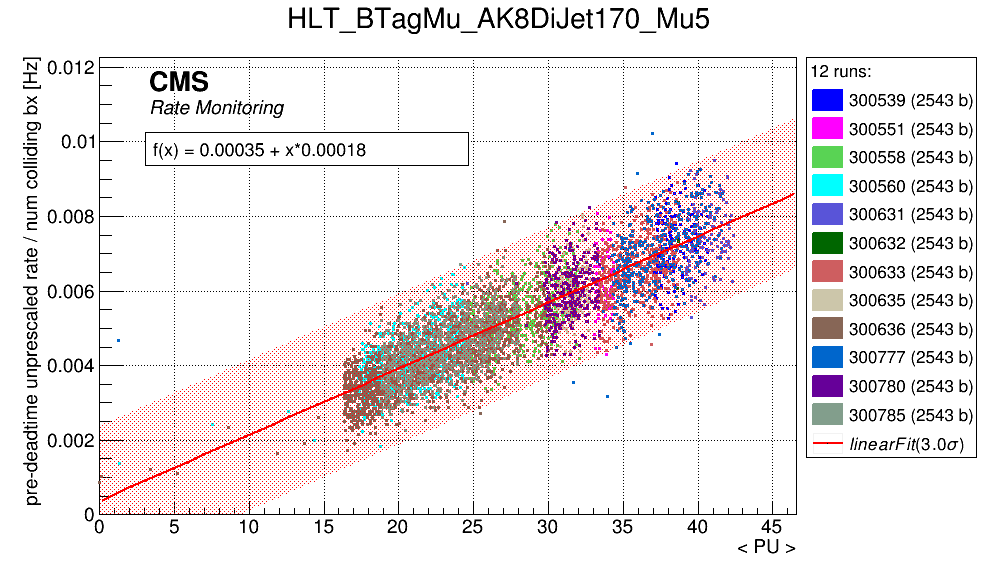 HLT_BTagMu_AK8DiJet170_Mu5
pre-deadtime unprescaled rate / num colliding bx [Hz]
0.012
0.01
0.008
0.006
0.004
0.002
0
CMS
Rate Monitoring
f(x) = 0.00035 + x*0.00018
0 5 10 15 20 25 30 35 40 45
< PU >
12 runs:
300539 (2543 b)
300551 (2543 b)
300558 (2543 b)
300560 (2543 b)
300631 (2543 b)
300632 (2543 b)
300633 (2543 b)
300635 (2543 b)
300636 (2543 b)
300777 (2543 b)
300780 (2543 b)
300785 (2543 b)
linearFit(3.0σ)